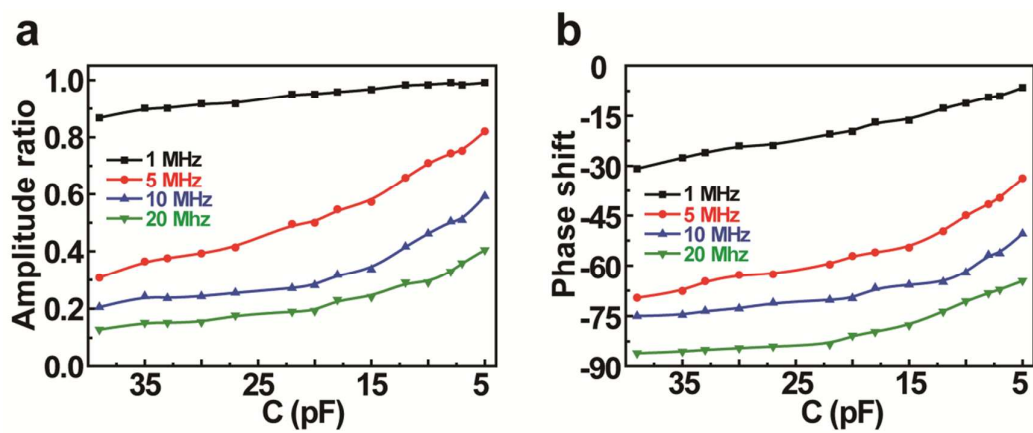 a
Amplitude ratio
1.0
0.8
0.6
0.4
0.2
0.0
1 MHz
5 MHz
10 MHz
20 Mhz
35 25 15 5
C (pF)
b
Phase shift
0
-15
-30
-45
-60
-75
-90
1 MHz
5 MHz
10 MHz
20 Mhz
35 25 15 5
C (pF)